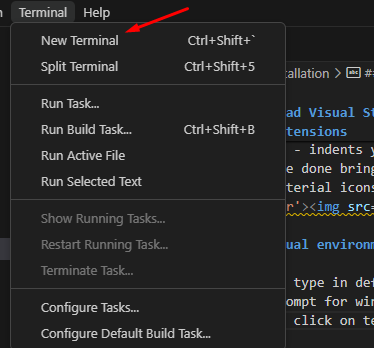 Terminal Help
New Terminal Ctrl+Shift+`
Split Terminal Ctrl+Shift+5
Run Task...
Run Build Task... Ctrl+Shift+B
Run Active File
Run Selected Text
Show Running Tasks...
Restart Running Task...
Terminate Task...
Configure Tasks...
Configure Default Build Task...
tallation > abc ##
ad Visual St
tensions
- indents y
e done bring
terial icons
r'><img src=
ual environm
type in def
ompt for win
click on te